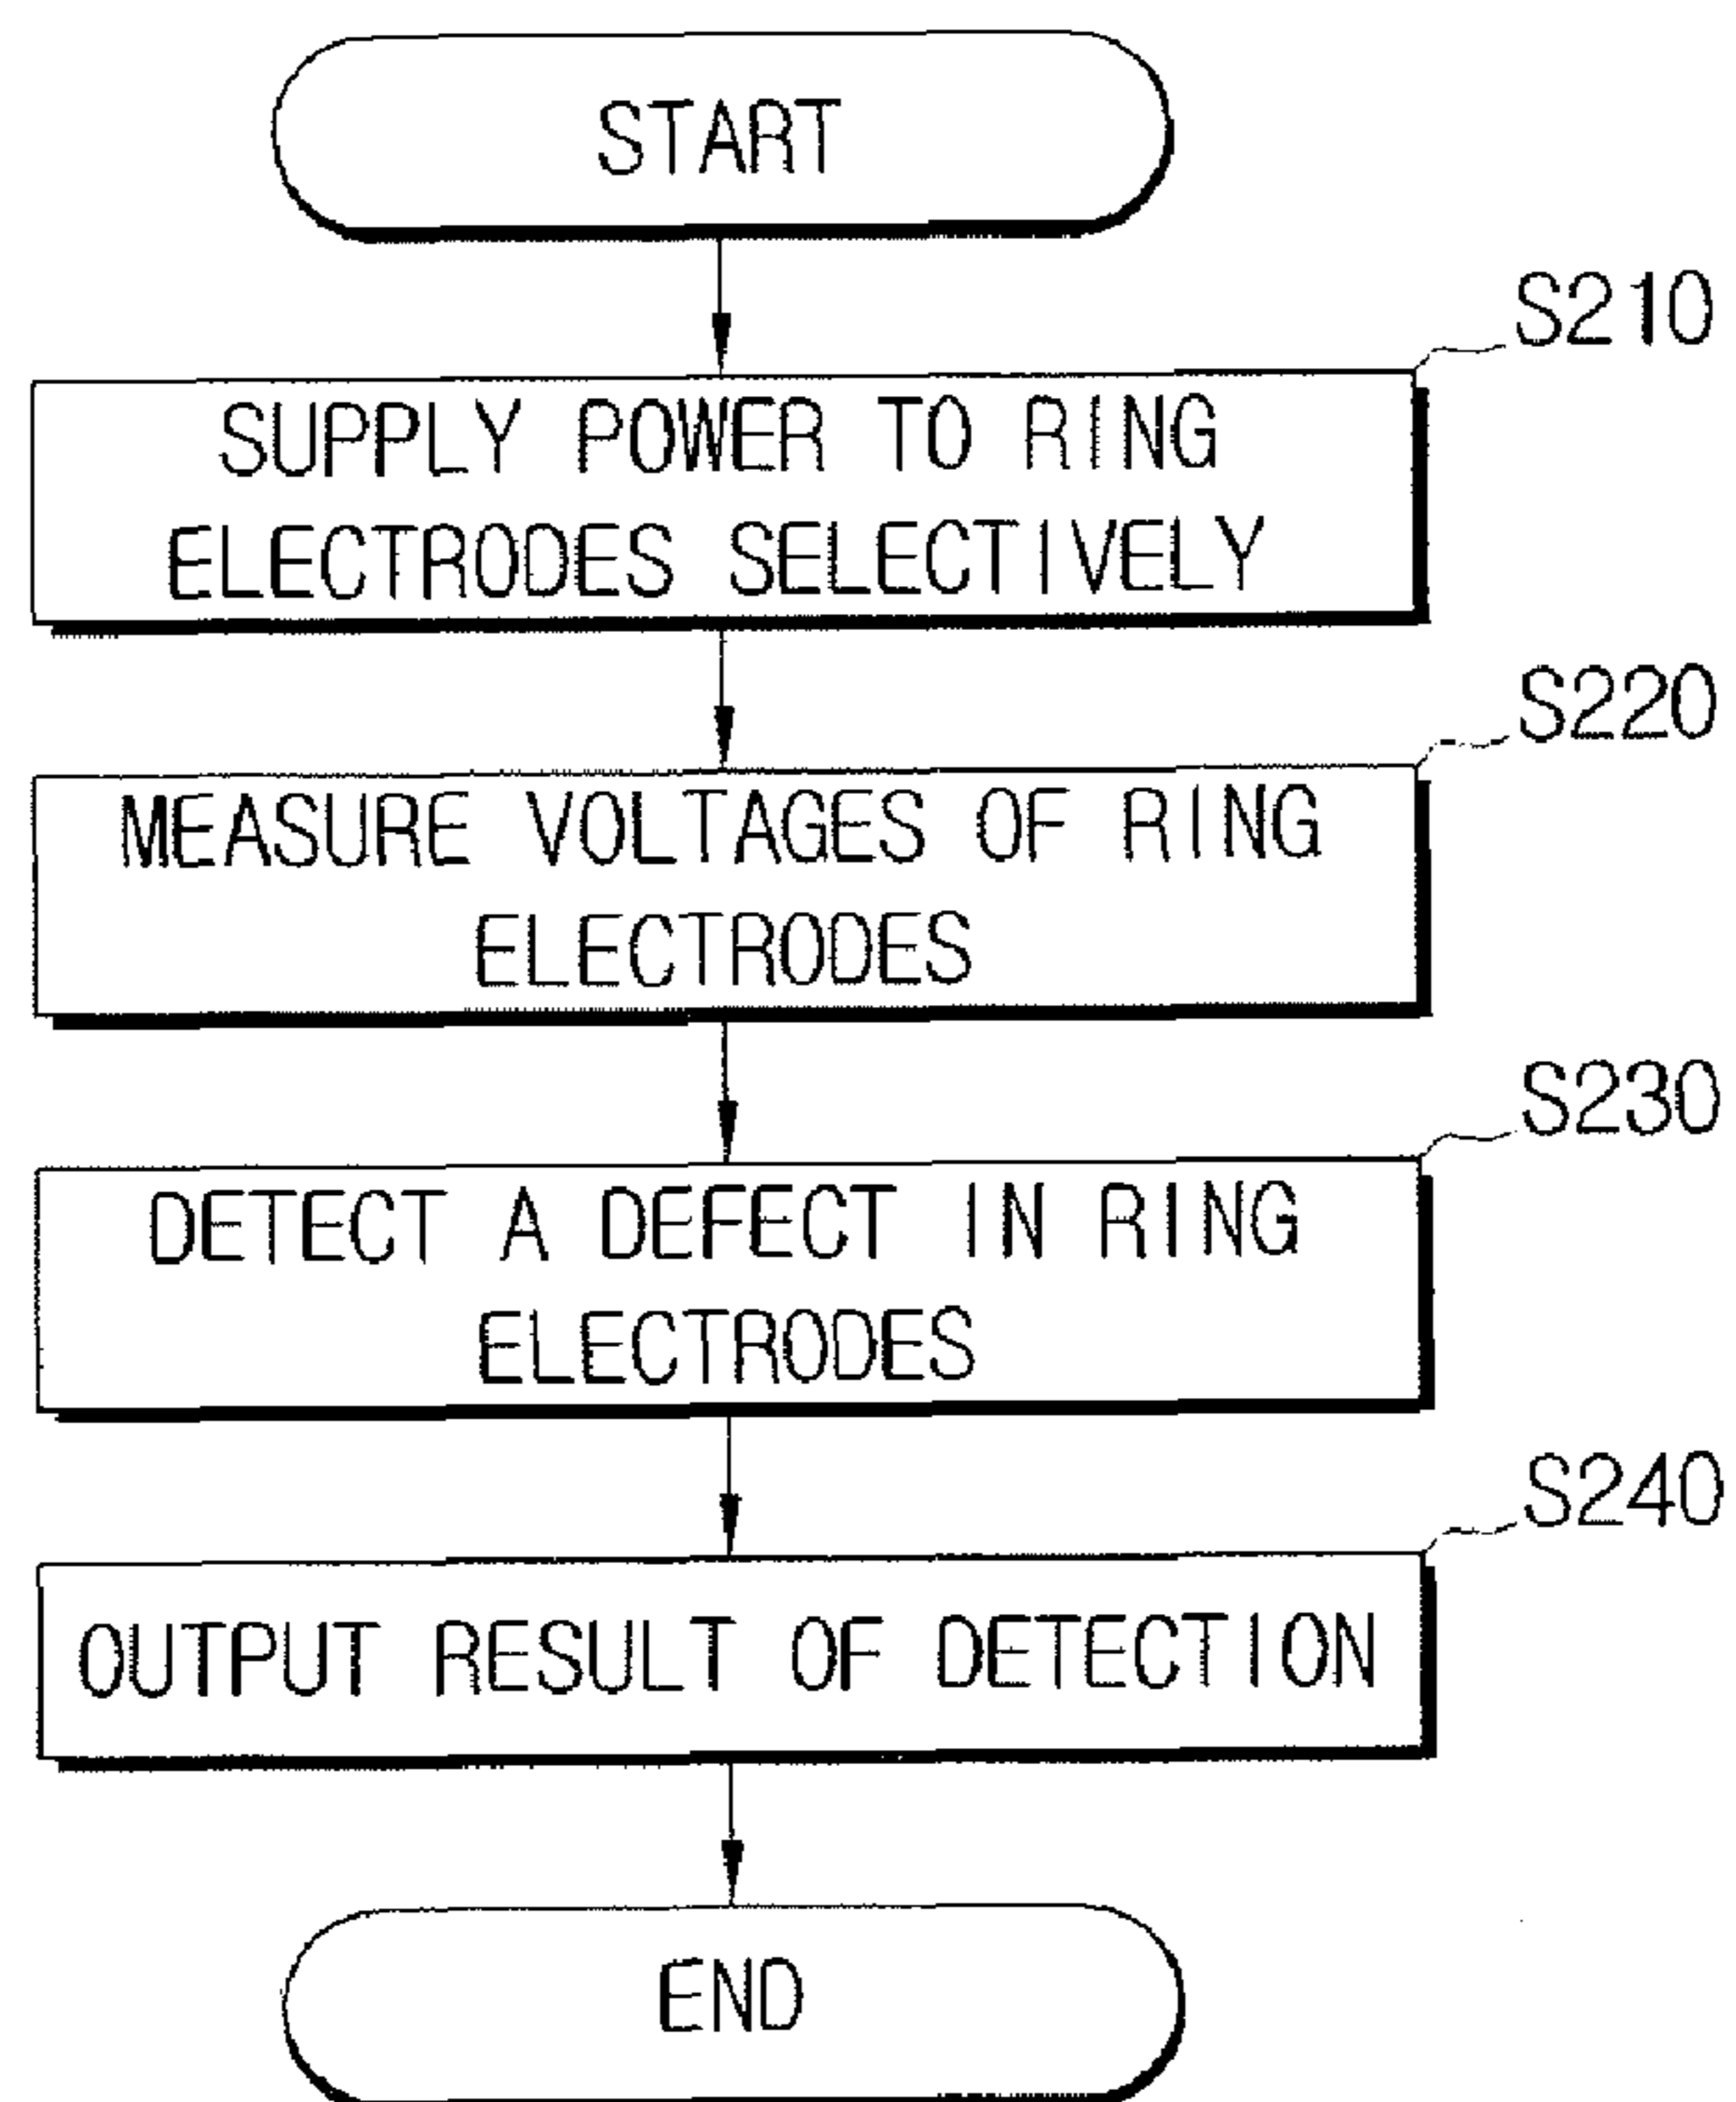 START
S210
SUPPLY POWER TO RING
ELECTRODES SELECTIVELY
S220
MEASURE VOLTAGES OF RING
ELECTRODES
S230
DETECT A DEFECT IN RING
ELECTRODES
S240
OUTPUT RESULT OF DETECTION
END